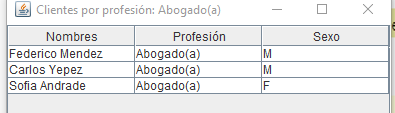 Clientes por profesión: Abogado(a)
Nombres Profesión Sexo
Federico Mendez Abogado(a) M
Carlos Yepez Abogado(a) M
Sofia Andrade Abogado(a) F